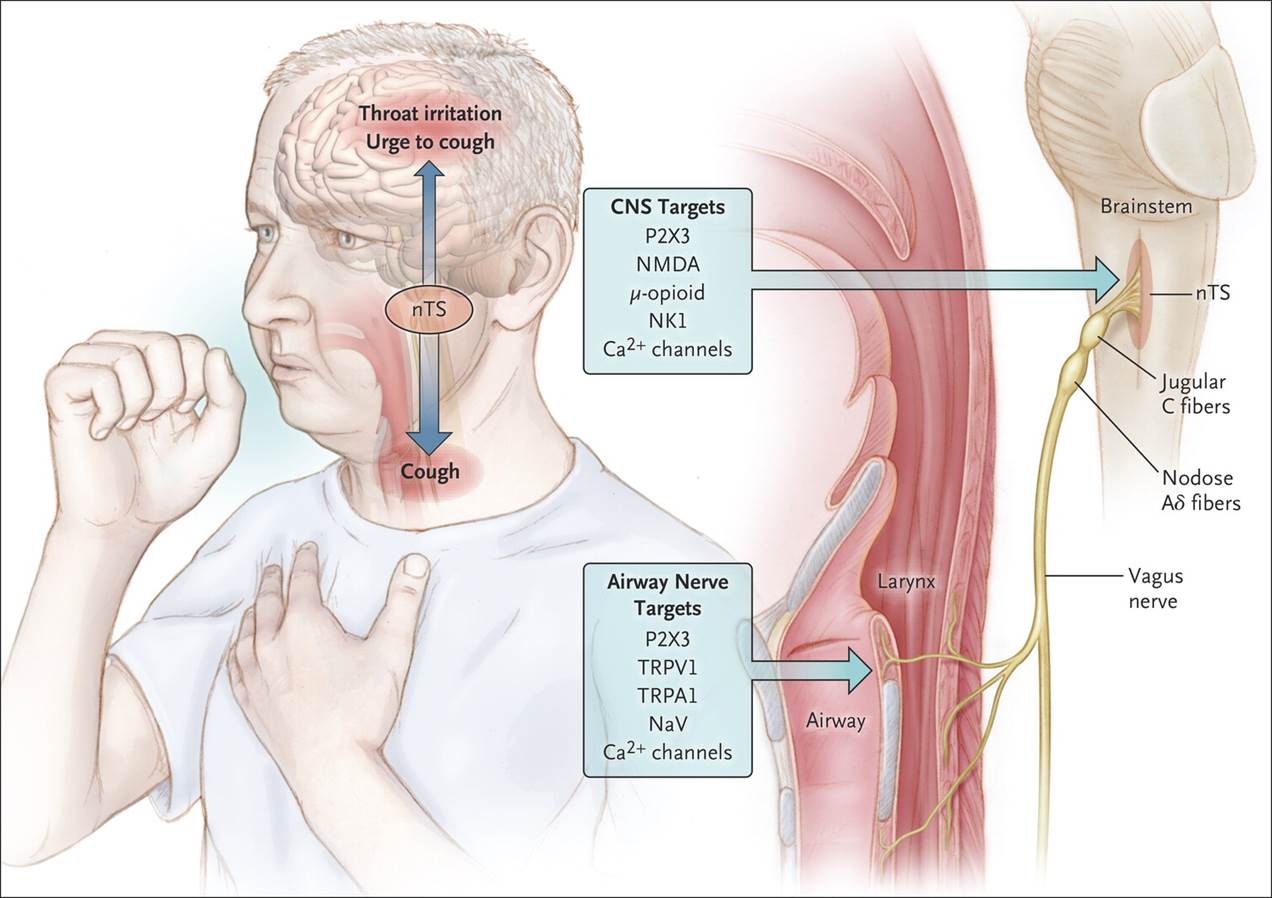 Throat irritation
Urge to cough
nTS
Cough
CNS Targets
P2X3
NMDA
μ-opioid
NK1
Ca²⁺ channels
Airway Nerve
Targets
P2X3
TRPV1
TRPA1
NaV
Ca²⁺ channels
Larynx
Airway
Brainstem
nTS
Jugular
C fibers
Nodose
Aδ fibers
Vagus
nerve